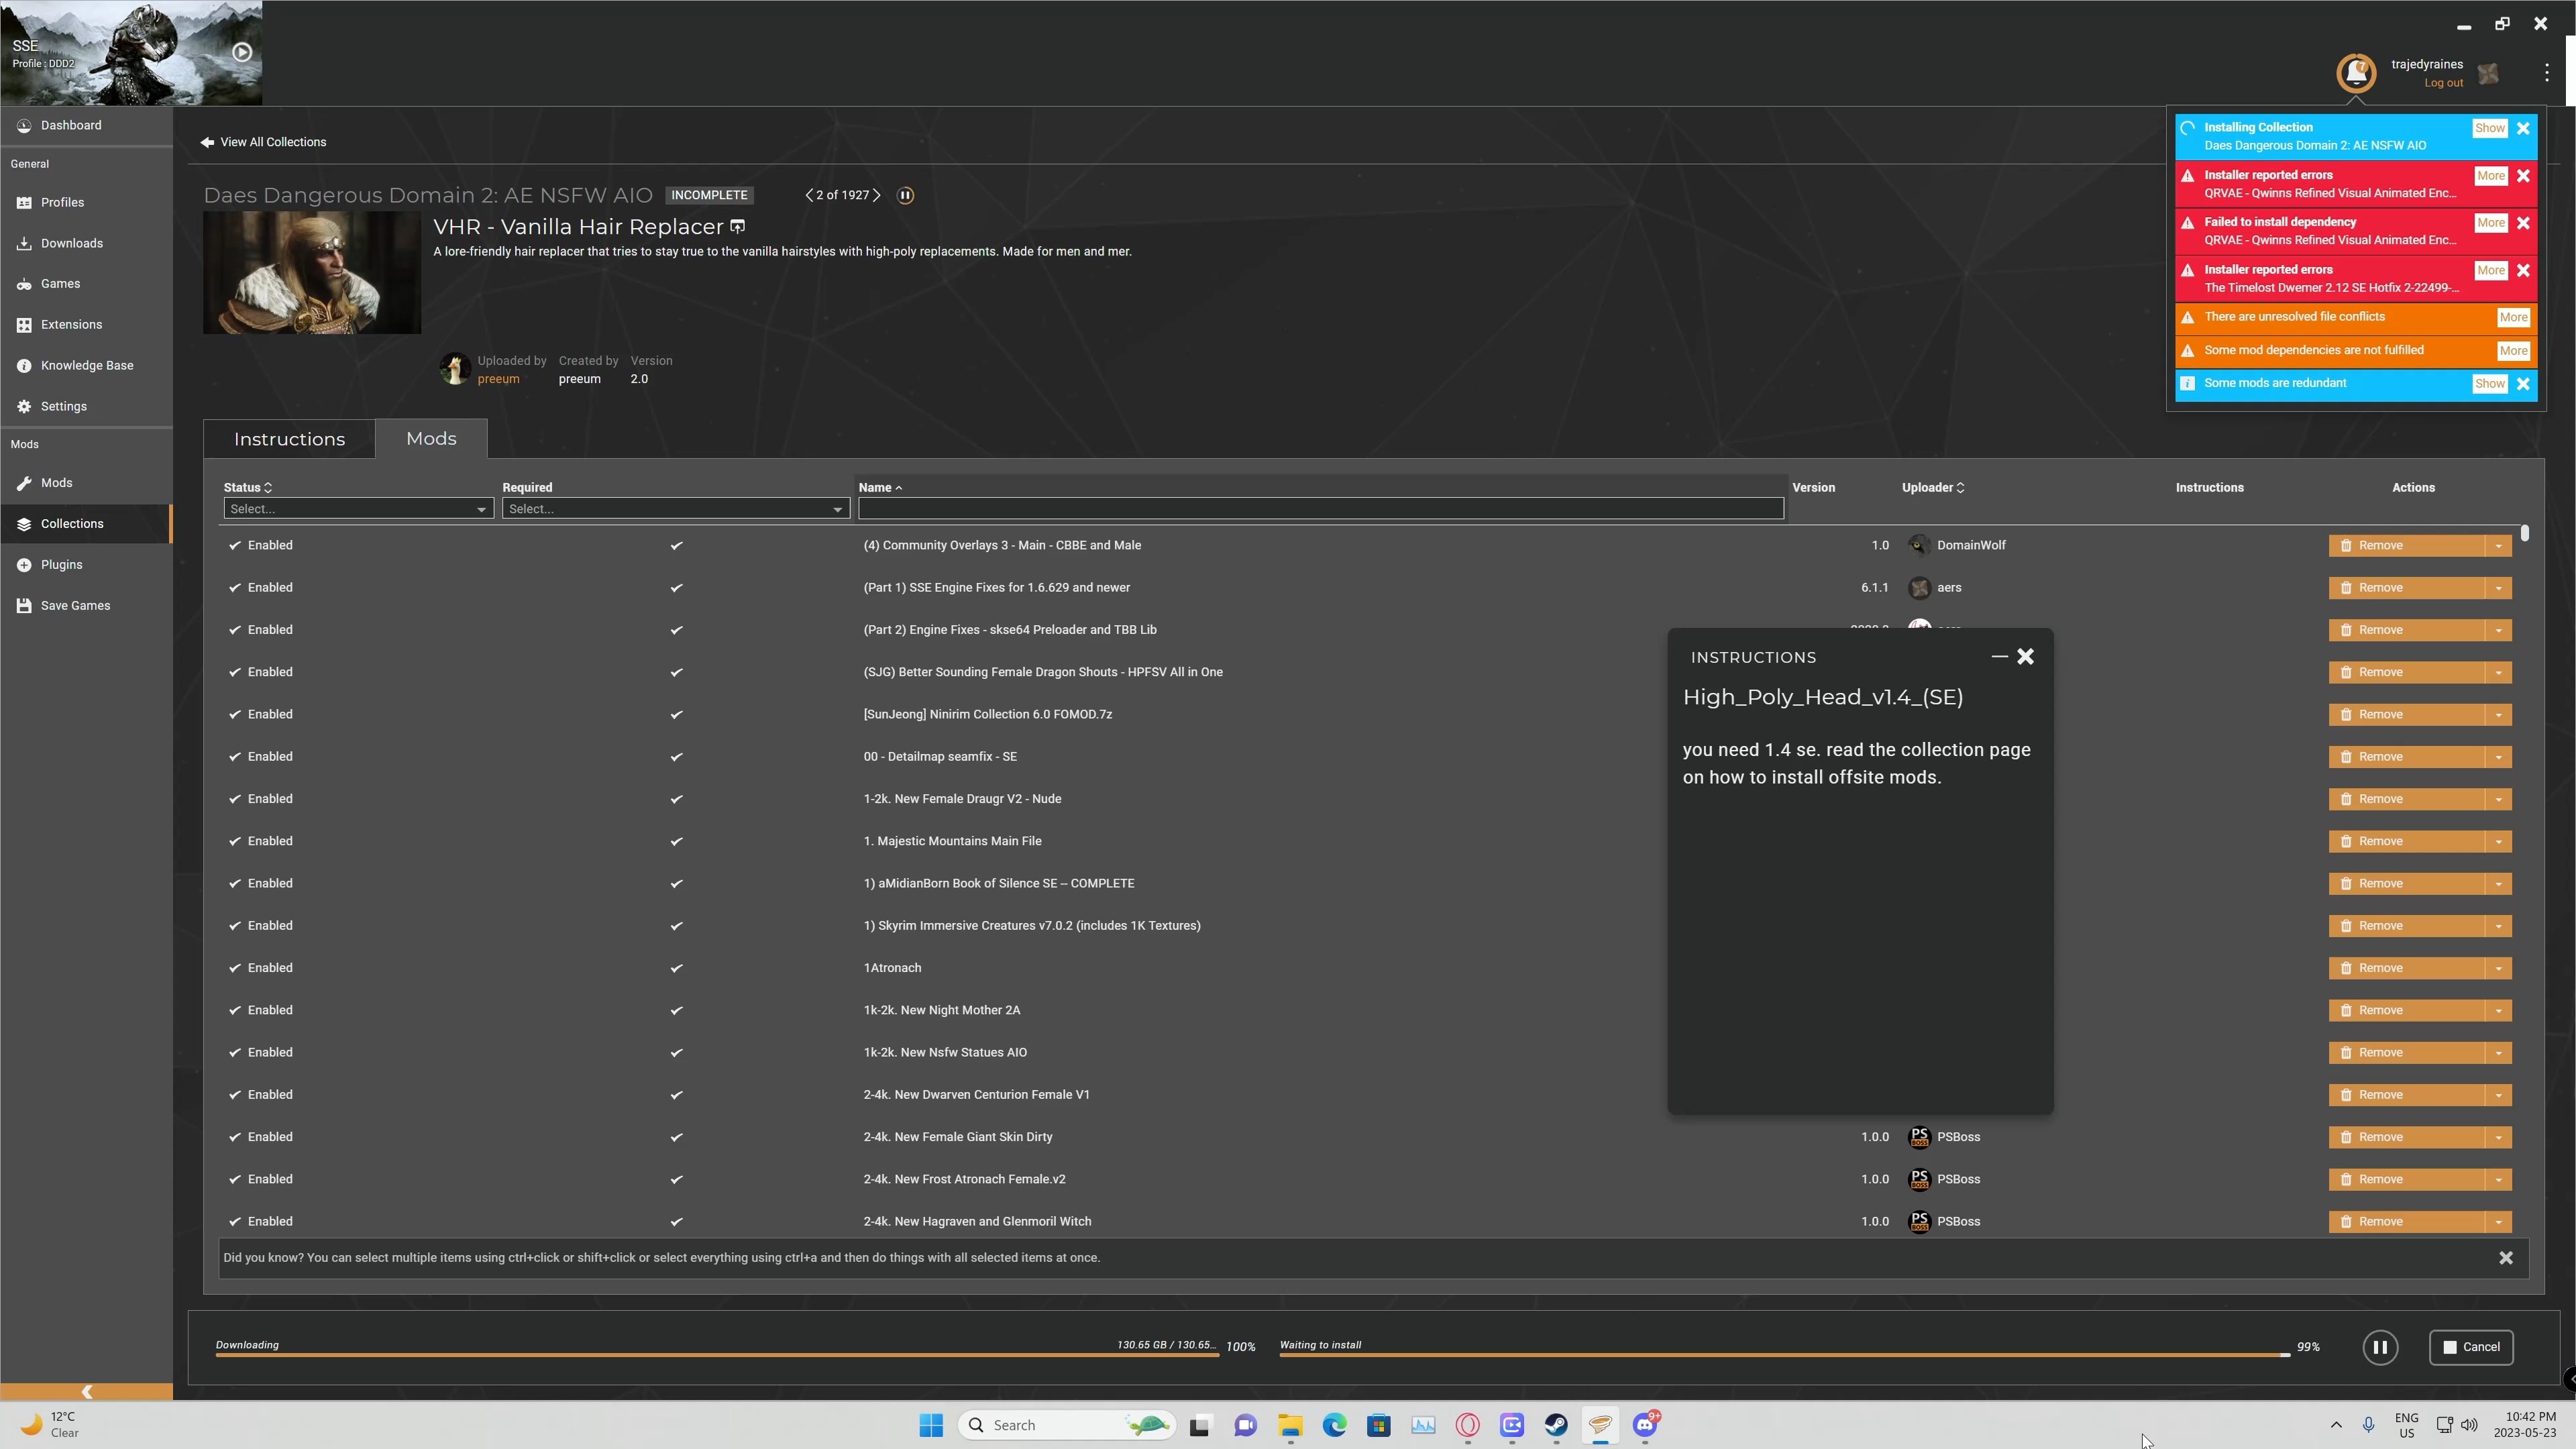 SSE
Profile : DDD2
trajedyraines
Log out
Dashboard
General
Profiles
Downloads
Games
Extensions
Knowledge Base
Settings
Mods
Mods
Collections
Plugins
Save Games
View All Collections
Daes Dangerous Domain 2: AE NSFW AIO INCOMPLETE 2 of 1927
VHR - Vanilla Hair Replacer
A lore-friendly hair replacer that tries to stay true to the vanilla hairstyles with high-poly replacements. Made for men and mer.
Uploaded by Created by Version
preeum preeum 2.0
7
Installing Collection Show
Daes Dangerous Domain 2: AE NSFW AIO
Installer reported errors More
QRVAE - Qwinns Refined Visual Animated Enc...
Failed to install dependency More
QRVAE - Qwinns Refined Visual Animated Enc...
Installer reported errors More
The Timelost Dwemer 2.12 SE Hotfix 2-22499-...
There are unresolved file conflicts More
Some mod dependencies are not fulfilled More
Some mods are redundant Show
Instructions Mods
Status Required Name Version Uploader Instructions Actions
Select... Select...
Enabled (4) Community Overlays 3 - Main - CBBE and Male 1.0 DomainWolf Remove
Enabled (Part 1) SSE Engine Fixes for 1.6.629 and newer 6.1.1 aers Remove
Enabled (Part 2) Engine Fixes - skse64 Preloader and TBB Lib Remove
Enabled (SJG) Better Sounding Female Dragon Shouts - HPFSV All in One Remove
Enabled [SunJeong] Ninirim Collection 6.0 FOMOD.7z Remove
Enabled 00 - Detailmap seamfix - SE Remove
Enabled 1-2k. New Female Draugr V2 - Nude Remove
Enabled 1. Majestic Mountains Main File Remove
Enabled 1) aMidianBorn Book of Silence SE -- COMPLETE Remove
Enabled 1) Skyrim Immersive Creatures v7.0.2 (includes 1K Textures) Remove
Enabled 1Atronach Remove
Enabled 1k-2k. New Night Mother 2A Remove
Enabled 1k-2k. New Nsfw Statues AIO Remove
Enabled 2-4k. New Dwarven Centurion Female V1 Remove
Enabled 2-4k. New Female Giant Skin Dirty 1.0.0 PS BOSS PSBoss Remove
Enabled 2-4k. New Frost Atronach Female.v2 1.0.0 PS BOSS PSBoss Remove
Enabled 2-4k. New Hagraven and Glenmoril Witch 1.0.0 PS BOSS PSBoss Remove
INSTRUCTIONS
High_Poly_Head_v1.4_(SE)
you need 1.4 se. read the collection page
on how to install offsite mods.
Did you know? You can select multiple items using ctrl+click or shift+click or select everything using ctrl+a and then do things with all selected items at once.
Downloading 130.65 GB / 130.65... 100% Waiting to install 99% Cancel
12°C
Clear
Search
9+
ENG
US
10:42 PM
2023-05-23